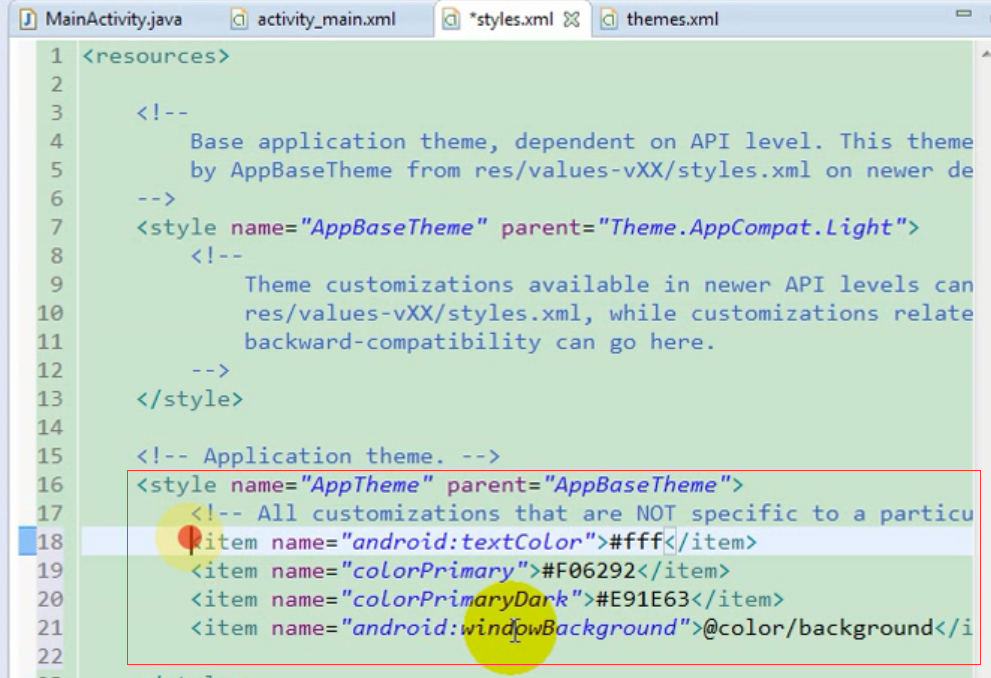 MainActivity.java activity_main.xml *styles.xml themes.xml
1 <resources>
2
3 <!--
4 Base application theme, dependent on API level. This theme
5 by AppBaseTheme from res/values-vXX/styles.xml on newer de
6 -->
7 <style name="AppBaseTheme" parent="Theme.AppCompat.Light">
8 <!--
9 Theme customizations available in newer API levels can
10 res/values-vXX/styles.xml, while customizations relate
11 backward-compatibility can go here.
12 -->
13 </style>
14
15 <!-- Application theme. -->
16 <style name="AppTheme" parent="AppBaseTheme">
17 <!-- All customizations that are NOT specific to a particu
18 <item name="android:textColor">#fff</item>
19 <item name="colorPrimary">#F06292</item>
20 <item name="colorPrimaryDark">#E91E63</item>
21 <item name="android:windowBackground">@color/background</i
22